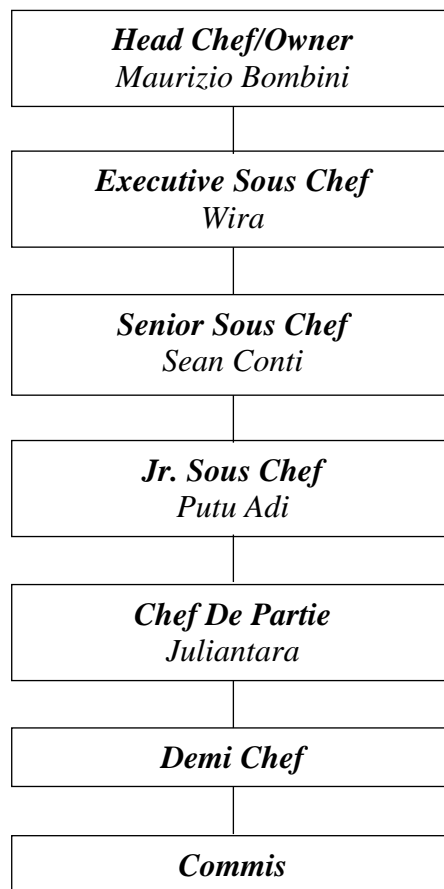 Head Chef/Owner
Maurizio Bombini
Executive Sous Chef
Wira
Senior Sous Chef
Sean Conti
Jr. Sous Chef
Putu Adi
Chef De Partie
Juliantara
Demi Chef
Commis